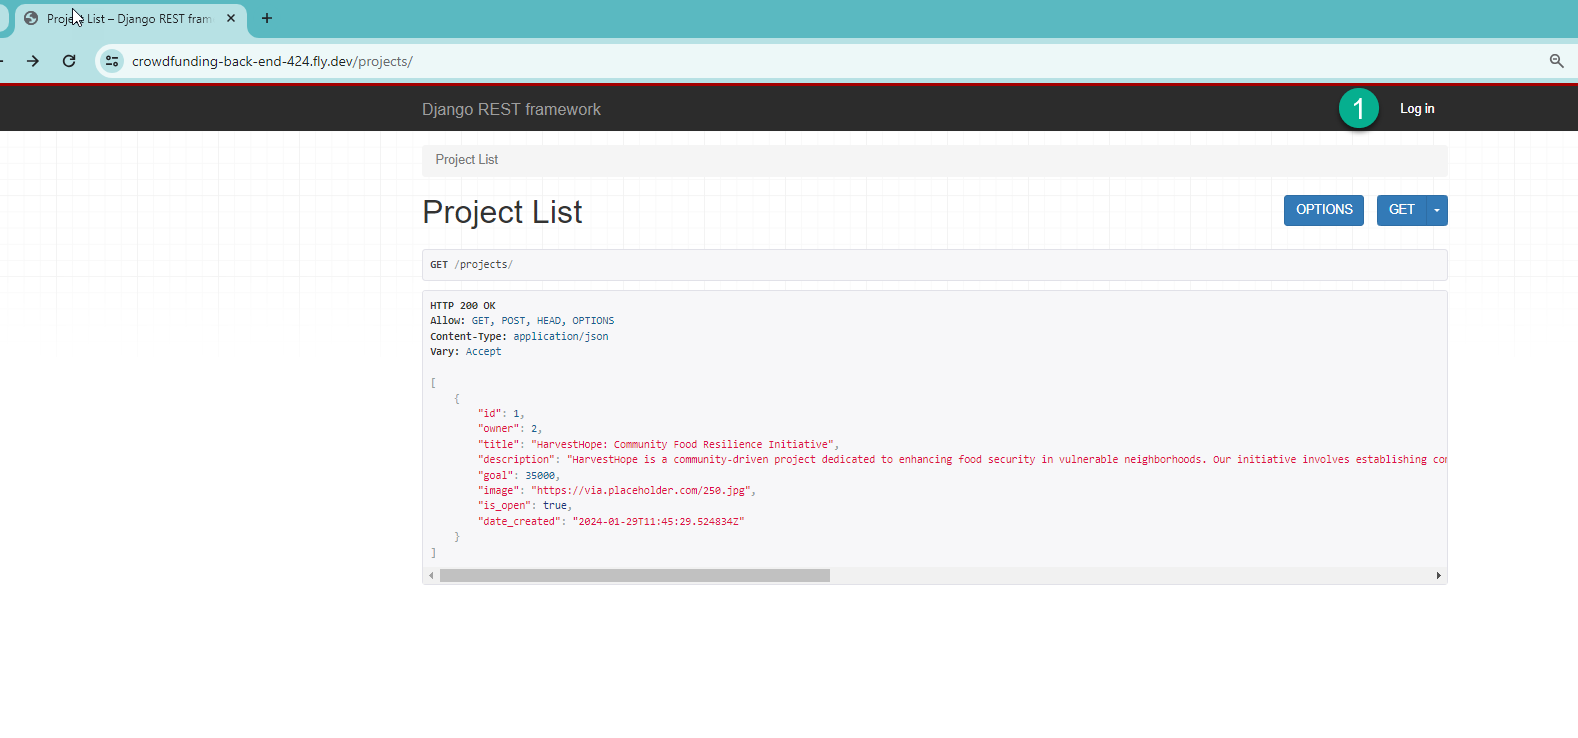 Project List – Django REST fram
crowdfunding-back-end-424.fly.dev/projects/
Django REST framework
1
Log in
Project List
Project List
OPTIONS
GET
GET /projects/
HTTP 200 OK
Allow: GET, POST, HEAD, OPTIONS
Content-Type: application/json
Vary: Accept
[
{
"id": 1,
"owner": 2,
"title": "HarvestHope: Community Food Resilience Initiative",
"description": "HarvestHope is a community-driven project dedicated to enhancing food security in vulnerable neighborhoods. Our initiative involves establishing
"goal": 35000,
"image": "https://via.placeholder.com/250.jpg",
"is_open": true,
"date_created": "2024-01-29T11:45:29.524834Z"
}
]